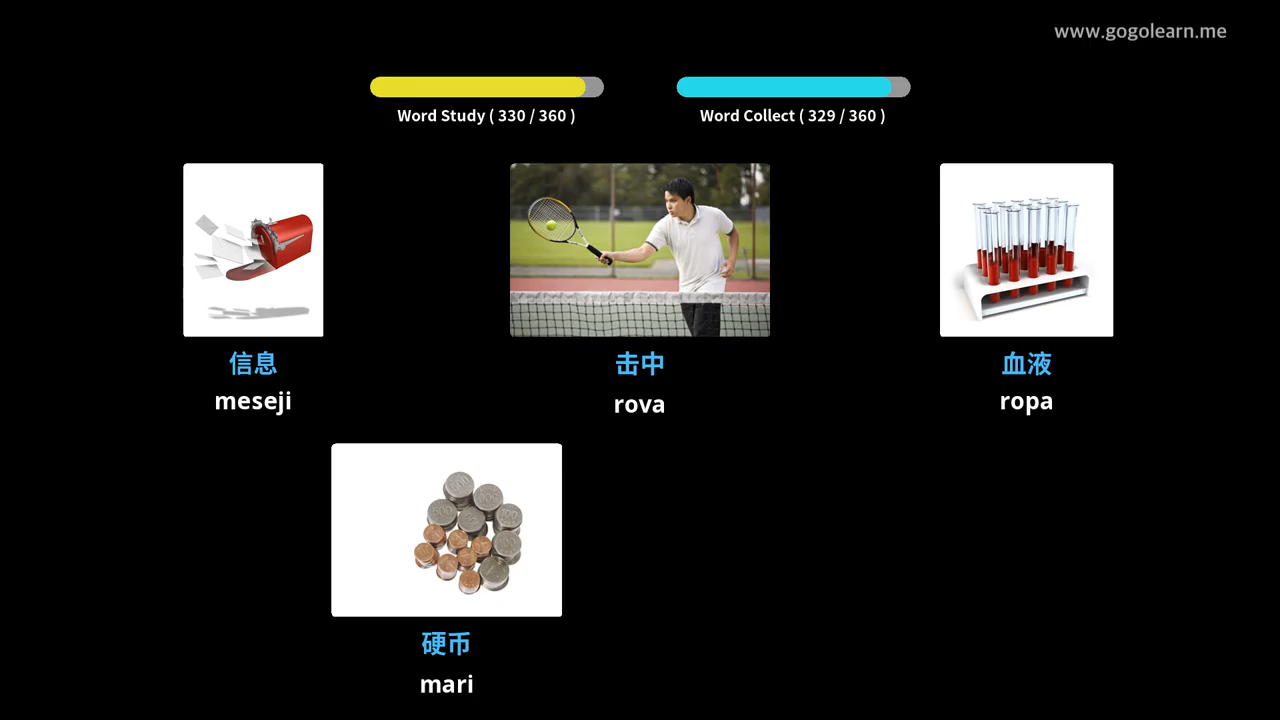 www.gogolearn.me
Word Study ( 330 / 360 )
Word Collect ( 329 / 360 )
信息
meseji
击中
rova
血液
ropa
硬币
mari